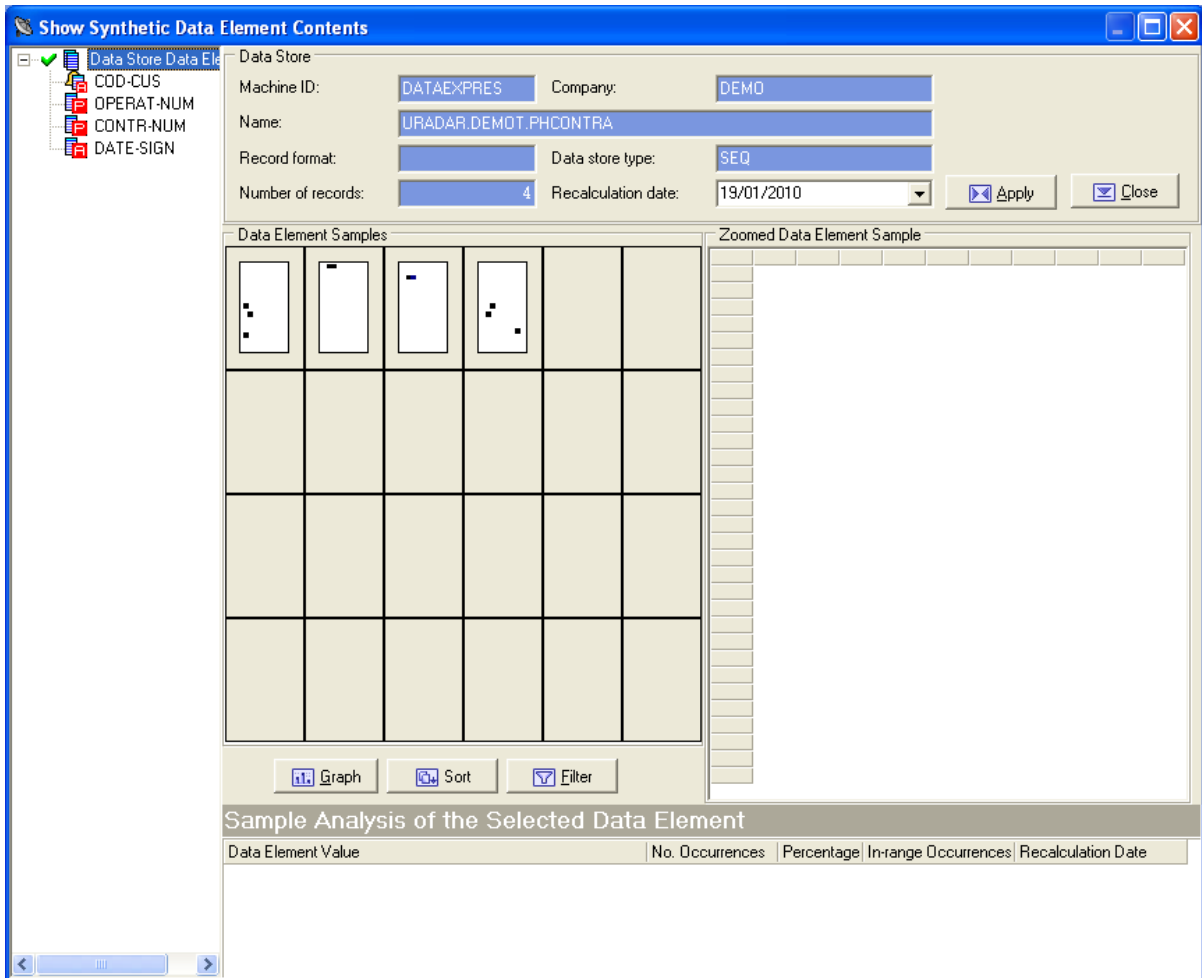 Show Synthetic Data Element Contents
Data Store Data Ele
COD-CUS
OPERAT-NUM
CONTR-NUM
DATE-SIGN
Data Store
Machine ID: DATAEXPRES Company: DEMO
Name: URADAR.DEMOT.PHCONTRA
Record format: Data store type: SEQ
Number of records: 4 Recalculation date: 19/01/2010 Apply Close
Data Element Samples
Zoomed Data Element Sample
Graph Sort Filter
Sample Analysis of the Selected Data Element
Data Element Value No. Occurrences Percentage In-range Occurrences Recalculation Date